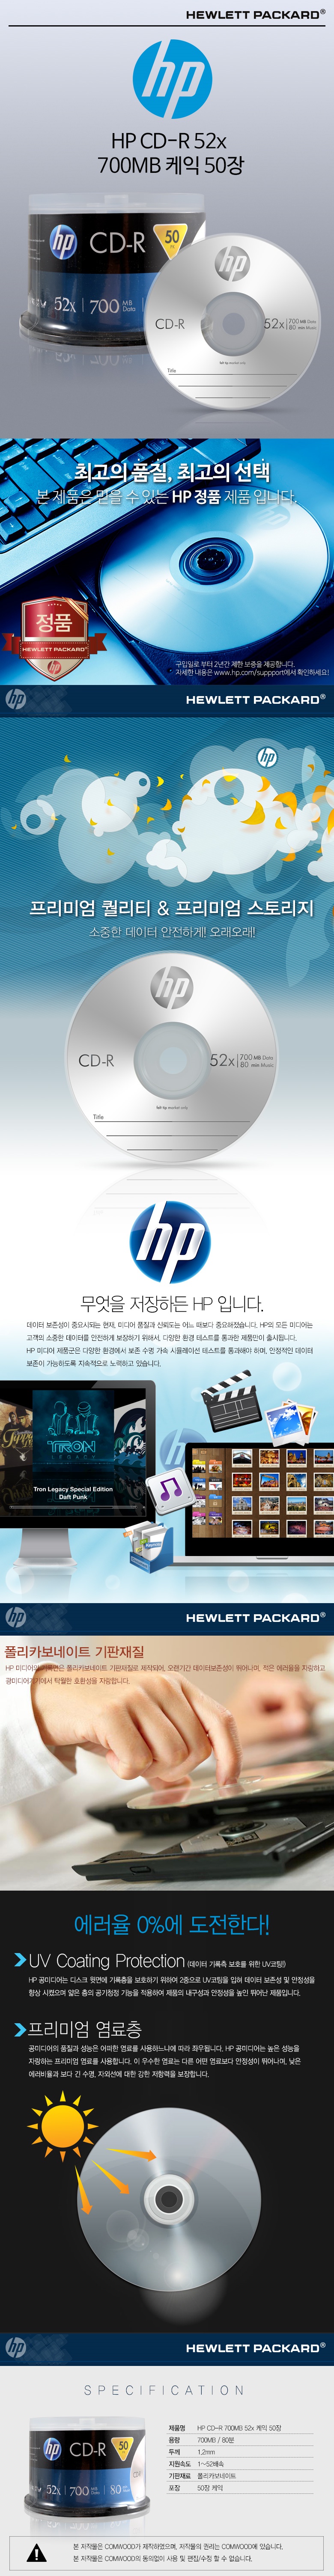 HEWLETT PACKARD®
hp
HP CD-R 52x
700MB 케익 50장
hp CD-R 50
52x 700 MB Data
hp
CD-R 52x 700 MB Data 80 min Music
Title
최고의 품질, 최고의 선택
본 제품은 믿을 수 있는 HP 정품 제품 입니다.
정품
HEWLETT PACKARD®
hp
구입일로 부터 2년간 제한 보증을 제공합니다.
자세한 내용은 www.hp.com/suppport에서 확인하세요!
hp HEWLETT PACKARD®
hp
프리미엄 퀄리티 & 프리미엄 스토리지
소중한 데이터 안전하게! 오래오래!
hp
CD-R 52x 700 MB Data 80 min Music
Title
hp
무엇을 저장하든 HP 입니다.
데이터 보존성이 중요시되는 현재, 미디어 품질과 신뢰도는 어느 때보다 중요해졌습니다. HP의 모든 미디어는
고객의 소중한 데이터를 안전하게 보장하기 위해서, 다양한 환경 테스트를 통과한 제품만이 출시됩니다.
HP 미디어 제품군은 다양한 환경에서 보존 수명 가속 시뮬레이션 테스트를 통과해야 하며, 안정적인 데이터
보존이 가능하도록 지속적으로 노력하고 있습니다.
TRON
LEGACY
Tron Legacy Special Edition
Daft Punk
hp HEWLETT PACKARD®
폴리카보네이트 기판재질
HP 미디어의 기록면은 폴리카보네이트 기판재질로 제작되어, 오랜기간 데이터보존성이 뛰어나며, 적은 에러율을 자랑하고
광미디어기기에서 탁월한 호환성을 자랑합니다.
에러율 0%에 도전한다!
UV Coating Protection (데이터 기록측 보호를 위한 UV코팅!)
HP 공미디어는 디스크 뒷면에 기록층을 보호하기 위하여 2중으로 UV코팅을 입혀 데이터 보존성 및 안정성을
향상 시켰으며 얇은 층의 공기청정 기능을 적용하여 제품의 내구성과 안정성을 높인 뛰어난 제품입니다.
프리미엄 염료층
공미디어의 품질과 성능은 어떠한 염료를 사용하느냐에 따라 좌우됩니다. HP 공미디어는 높은 성능을
자랑하는 프리미엄 염료를 사용합니다. 이 우수한 염료는 다른 어떤 염료보다 안정성이 뛰어나며, 낮은
에러비율과 보다 긴 수명, 자외선에 대한 강한 저항력을 보장합니다.
hp HEWLETT PACKARD®
SPECIFICATION
hp CD-R 50
52x 700 MB Data 80
제품명 HP CD-R 700MB 52x 케익 50장
용량 700MB / 80분
두께 1.2mm
지원속도 1~52배속
기판재료 폴리카보네이트
포장 50장 케익
본 저작물은 COMWOOD가 제작하였으며, 저작물의 권리는 COMWOOD에 있습니다.
본 저작물은 COMWOOD의 동의없이 사용 및 편집/수정 할 수 없습니다.